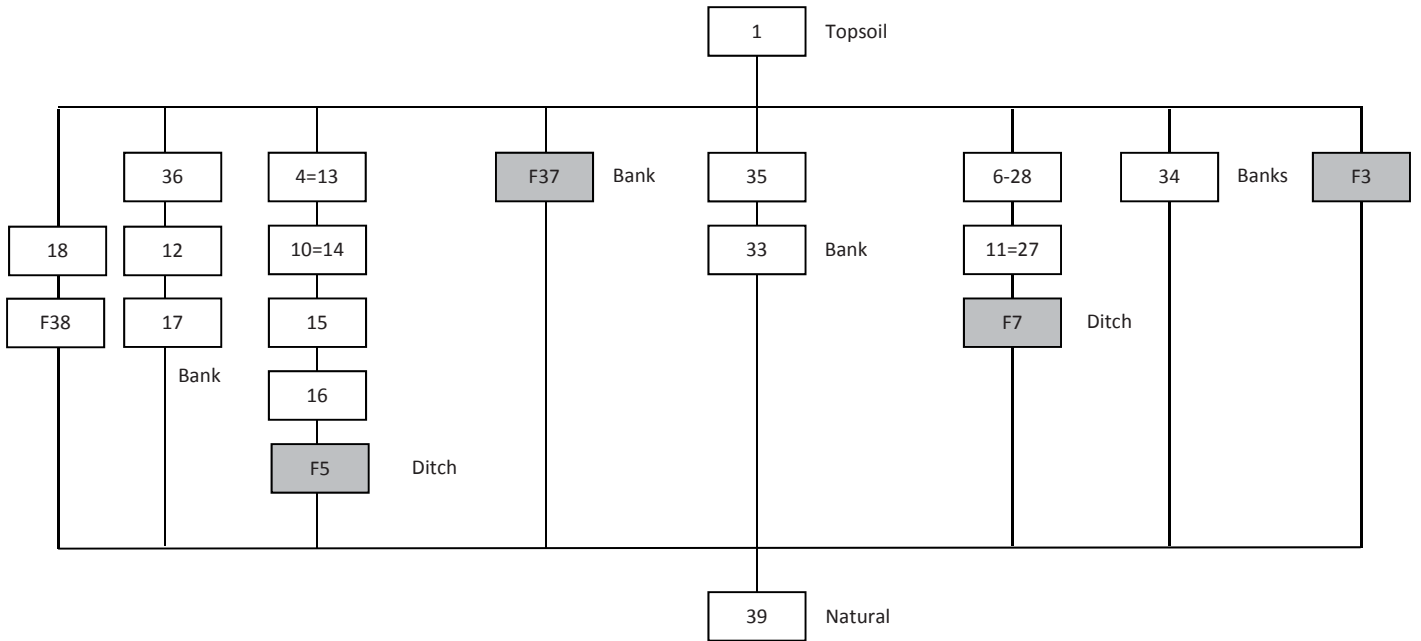 1 Topsoil
36 4=13 F37 Bank 35 6-28 34 Banks F3
18 12 10=14 33 Bank 11=27
F38 17 15 F7 Ditch
Bank 16
F5 Ditch
39 Natural